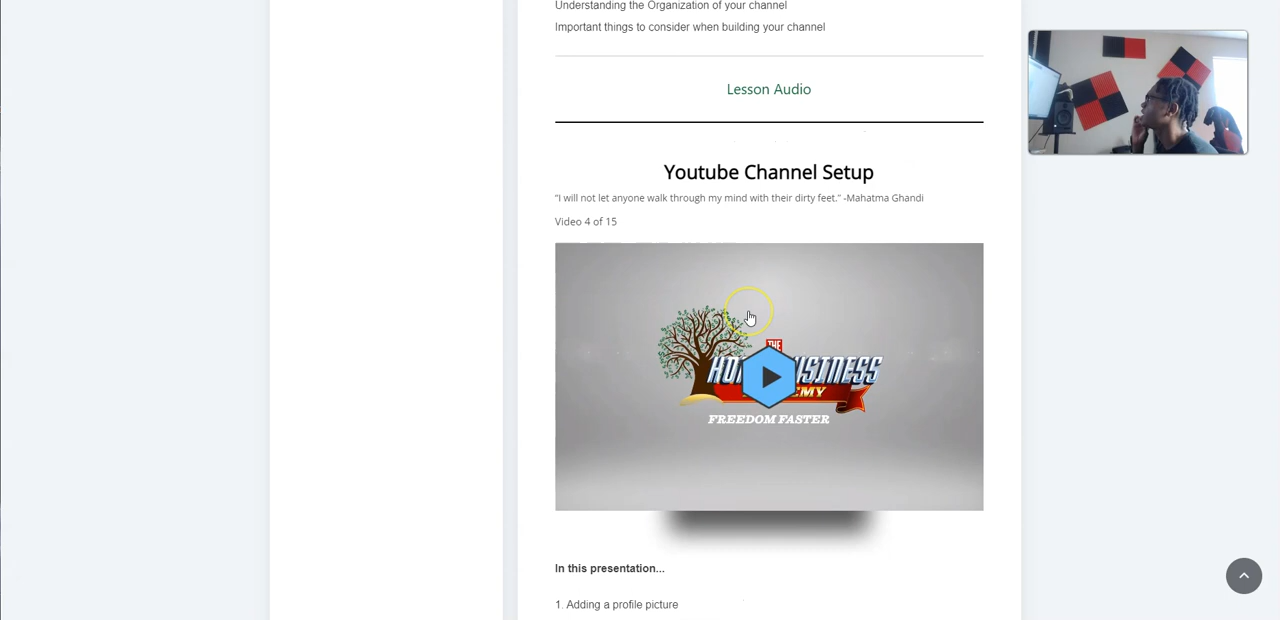 Understanding the Organization of your channel
Important things to consider when building your channel
Lesson Audio
Youtube Channel Setup
“I will not let anyone walk through my mind with their dirty feet.” -Mahatma Ghandi
Video 4 of 15
THE
FREEDOM FASTER
In this presentation...
1. Adding a profile picture